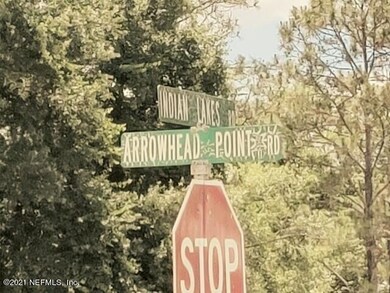 INDIAN LAKES
ARROWHEAD POINT RD
STOP
©2021 NEFMLS, Inc.